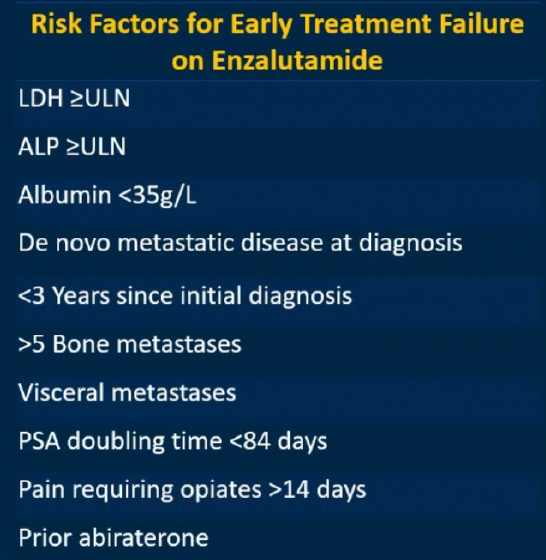 Risk Factors for Early Treatment Failure
on Enzalutamide
LDH ≥ULN
ALP ≥ULN
Albumin <35g/L
De novo metastatic disease at diagnosis
<3 Years since initial diagnosis
>5 Bone metastases
Visceral metastases
PSA doubling time <84 days
Pain requiring opiates >14 days
Prior abiraterone